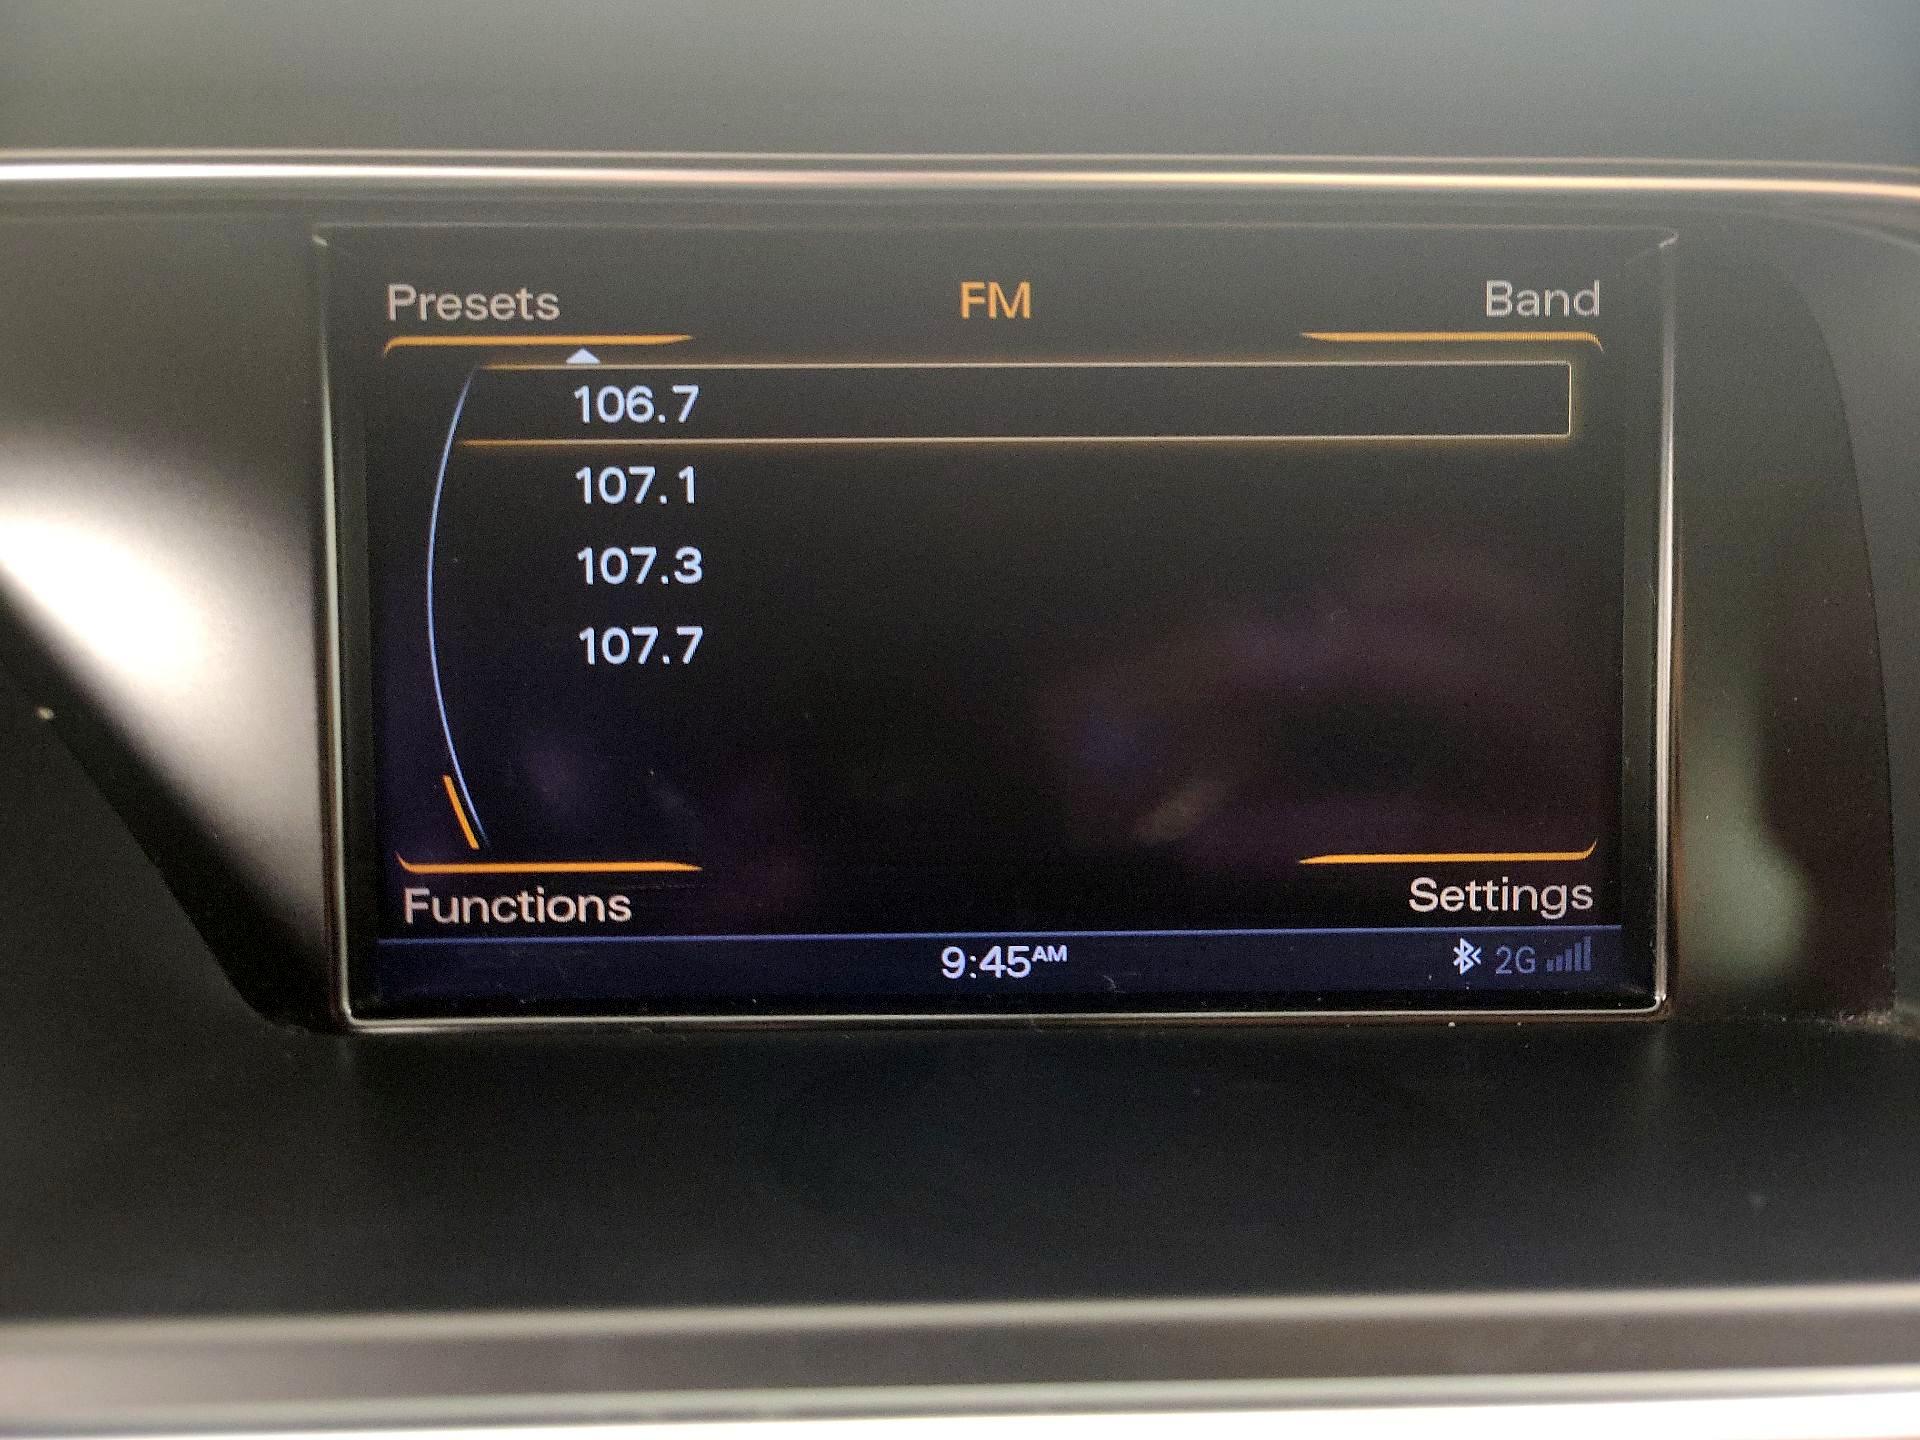 Presets FM Band
106.7
107.1
107.3
107.7
Functions Settings
9:45AM 2G